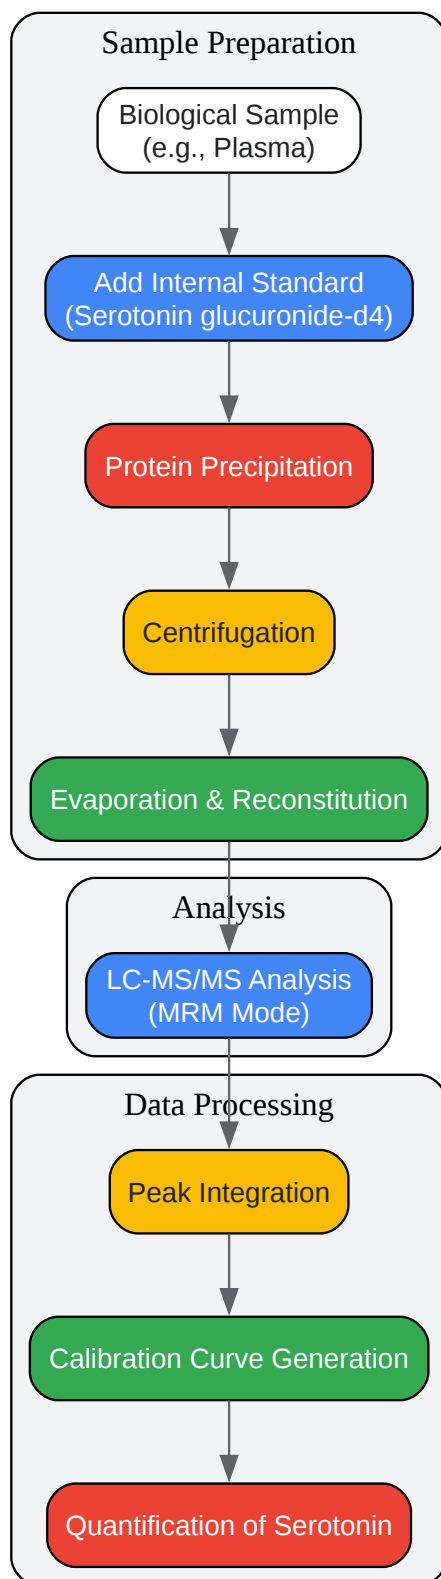 Sample Preparation
Biological Sample
(e.g., Plasma)
Add Internal Standard
(Serotonin glucuronide-d4)
Protein Precipitation
Centrifugation
Evaporation & Reconstitution
Analysis
LC-MS/MS Analysis
(MRM Mode)
Data Processing
Peak Integration
Calibration Curve Generation
Quantification of Serotonin